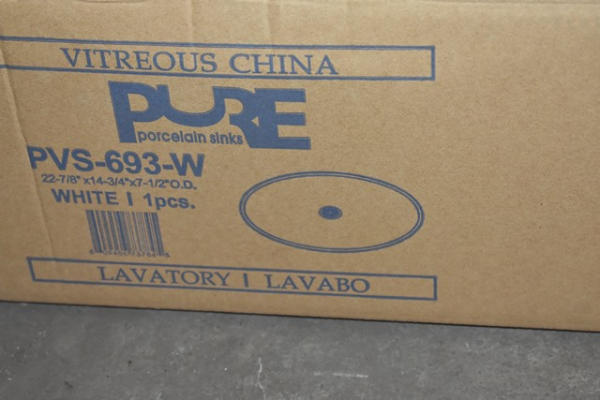 VITREOUS CHINA
PURE
porcelain sinks
PVS-693-W
22-7/8" x14-3/4"x7-1/2"O.D.
WHITE | 1pcs.
LAVATORY | LAVABO